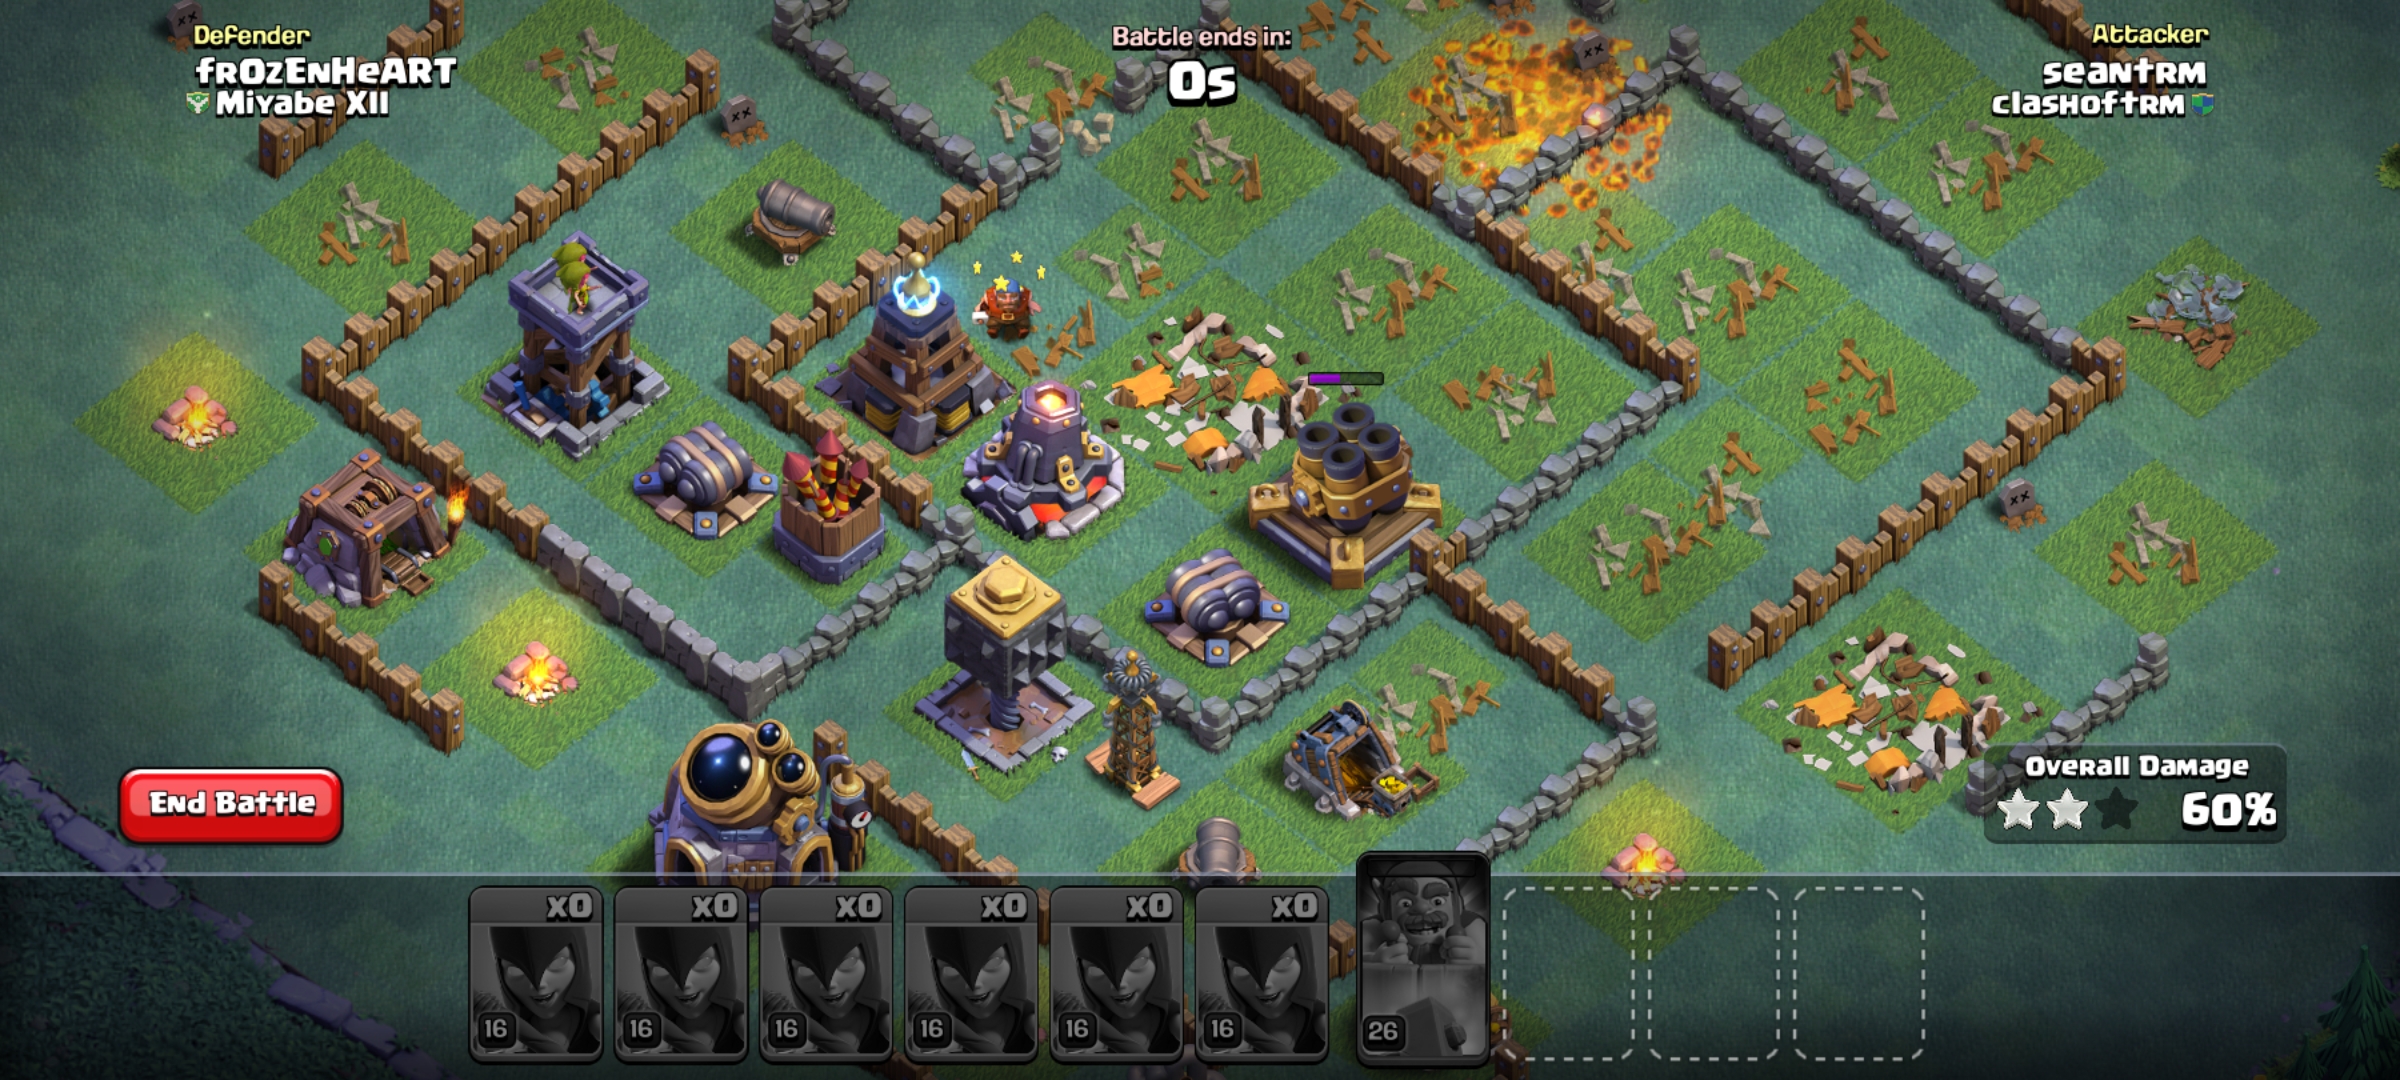 Defender
frOzEnHeART
Miyabe XII
Battle ends in:
0s
Attacker
seantRM
clashoftRM
End Battle
Overall Damage
60%
x0
x0
x0
x0
x0
x0
16
16
16
16
16
16
26